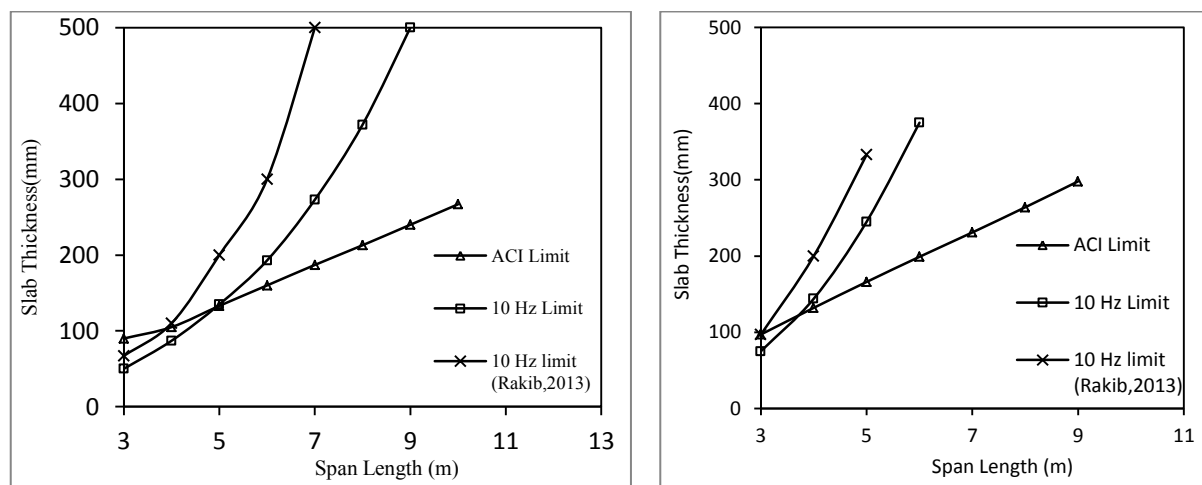 500
400
300
200
100
0
Slab Thickness(mm)
3 5 7 9 11 13
Span Length (m)
ACI Limit
10 Hz Limit
10 Hz limit
(Rakib,2013)
500
400
300
200
100
0
Slab Thickness(mm)
3 5 7 9 11
Span Length (m)
ACI Limit
10 Hz Limit
10 Hz limit
(Rakib,2013)